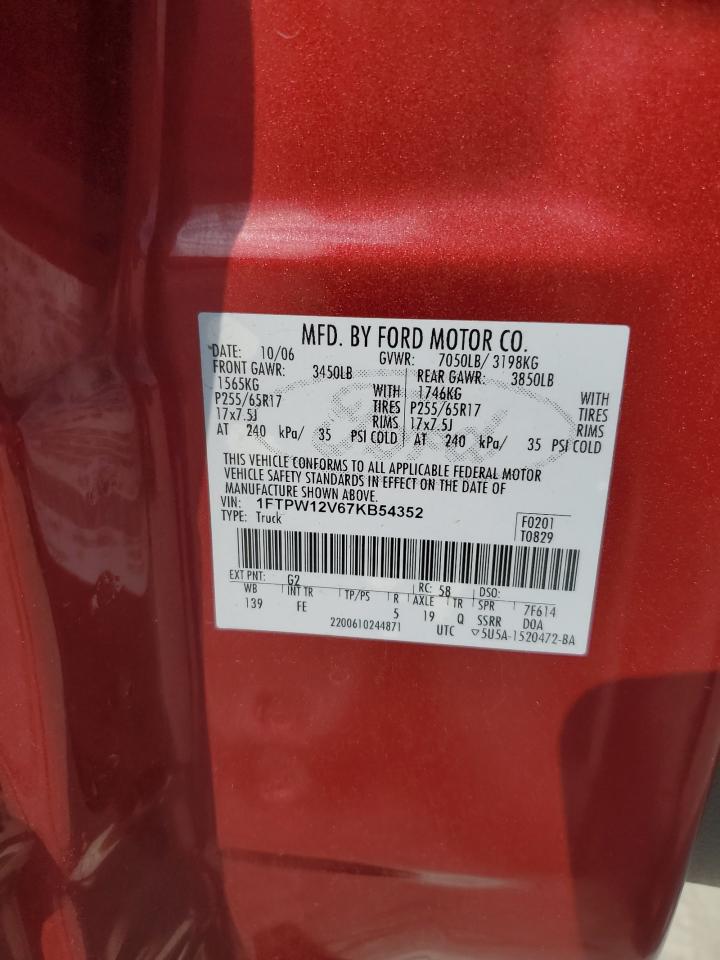 MFD. BY FORD MOTOR CO.
DATE: 10/06 GVWR: 7050LB/ 3198KG
FRONT GAWR: 3450LB REAR GAWR: 3850LB
1565KG WITH 1746KG WITH
P255/65R17 TIRES P255/65R17 TIRES
17x7.5J RIMS 17x7.5J RIMS
AT 240 kPa/ 35 PSI COLD AT 240 kPa/ 35 PSI COLD
Ford
THIS VEHICLE CONFORMS TO ALL APPLICABLE FEDERAL MOTOR
VEHICLE SAFETY STANDARDS IN EFFECT ON THE DATE OF
MANUFACTURE SHOWN ABOVE.
VIN: 1FTPW12V67KB54352
TYPE: Truck
F0201
T0829
EXT PNT: G2 RC: 58 DSO:
WB INT TR TP/PS R AXLE TR SPR 7F614
139 FE 5 19 Q SSRR DOA
2200610244871 UTC ▽5U5A-1520472-BA